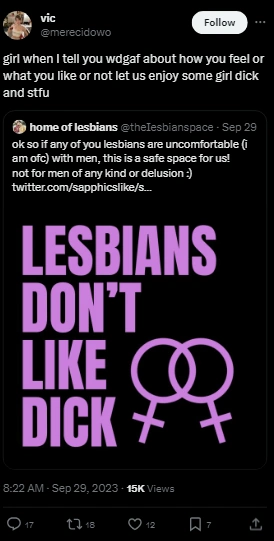 vic
@merecidowo
Follow
girl when I tell you wdgaf about how you feel or
what you like or not let us enjoy some girl dick
and stfu
home of lesbians @thelesbianspace · Sep 29
ok so if any of you lesbians are uncomfortable (i
am ofc) with men, this is a safe space for us!
not for men of any kind or delusion :)
twitter.com/sapphicslike/s...
LESBIANS
DON'T
LIKE
DICK
8:22 AM · Sep 29, 2023 · 15K Views
17
18
12
7